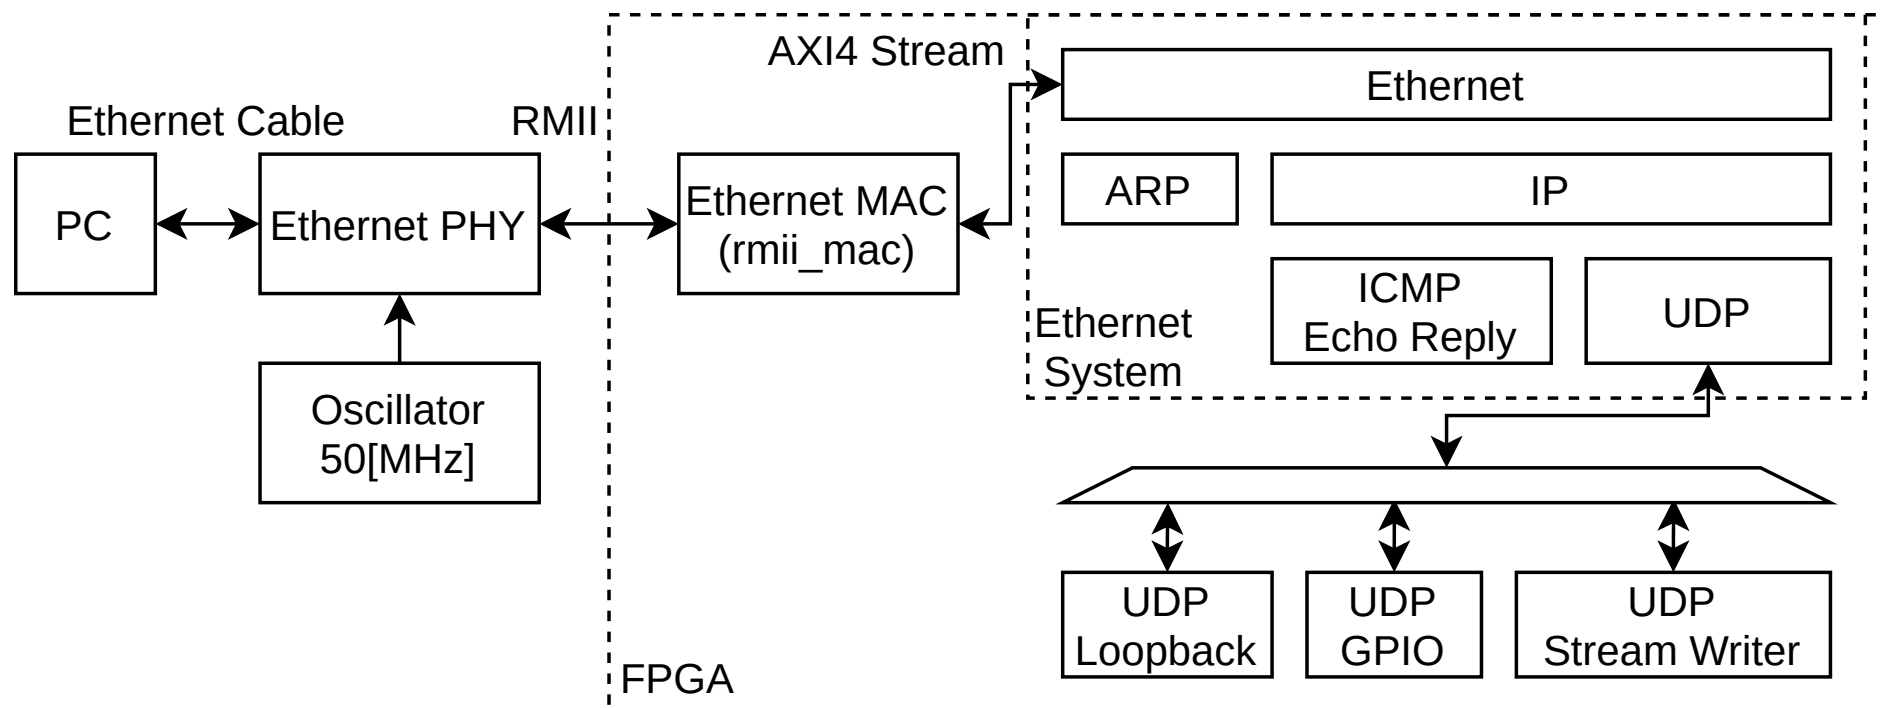 AXI4 Stream
Ethernet
Ethernet Cable
RMII
PC
Ethernet PHY
Ethernet MAC
(rmii_mac)
ARP
IP
ICMP
Echo Reply
UDP
Ethernet
System
Oscillator
50[MHz]
UDP
Loopback
UDP
GPIO
UDP
Stream Writer
FPGA